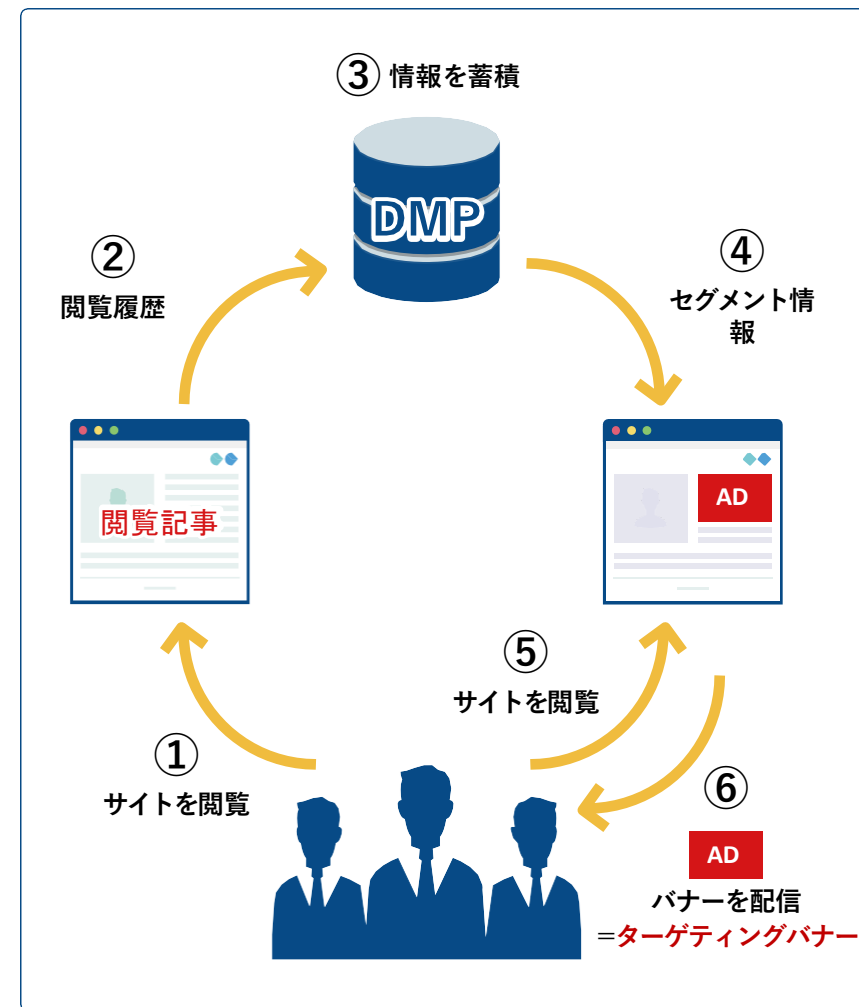 ③ 情報を蓄積
DMP
②
閲覧履歴
④
セグメント情
報
閲覧記事
AD
①
サイトを閲覧
⑤
サイトを閲覧
⑥
AD
バナーを配信
＝ターゲティングバナー